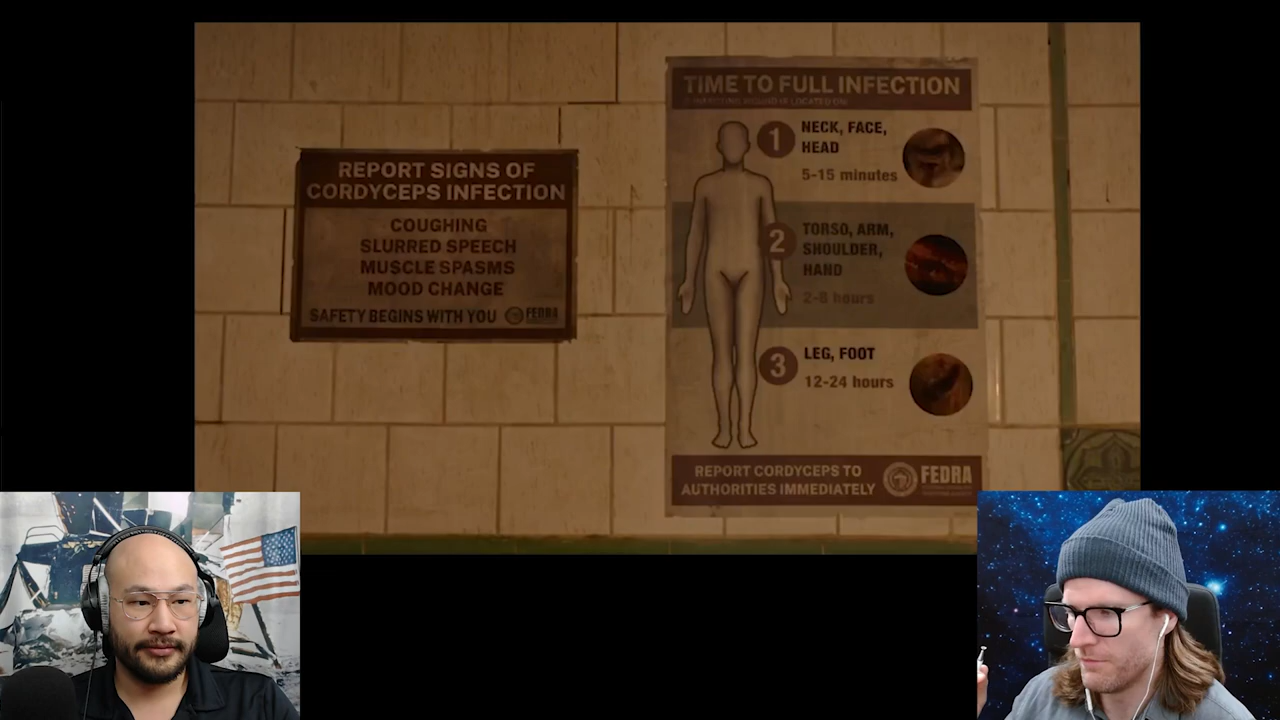 REPORT SIGNS OF
CORDYCEPS INFECTION
COUGHING
SLURRED SPEECH
MUSCLE SPASMS
MOOD CHANGE
SAFETY BEGINS WITH YOU
FEDRA
TIME TO FULL INFECTION
1
NECK, FACE,
HEAD
5-15 minutes
2
TORSO, ARM,
SHOULDER,
HAND
2-8 hours
3
LEG, FOOT
12-24 hours
REPORT CORDYCEPS TO
AUTHORITIES IMMEDIATELY
FEDRA